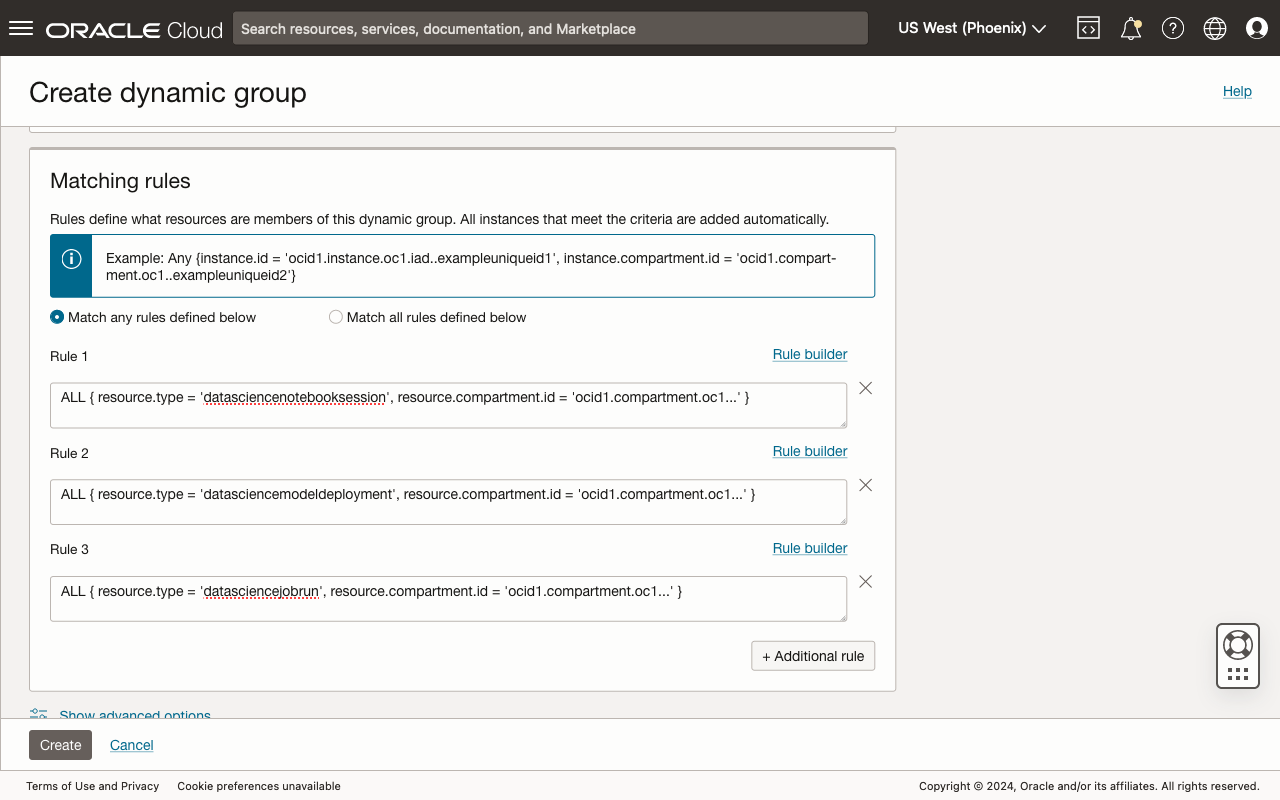 ORACLE Cloud
Search resources, services, documentation, and Marketplace
US West (Phoenix)
Create dynamic group
Help
Matching rules
Rules define what resources are members of this dynamic group. All instances that meet the criteria are added automatically.
Example: Any {instance.id = 'ocid1.instance.oc1.iad..exampleuniqueid1', instance.compartment.id = 'ocid1.compart-
ment.oc1..exampleuniqueid2'}
Match any rules defined below
Match all rules defined below
Rule 1
Rule builder
ALL { resource.type = 'datasciencenotebooksession', resource.compartment.id = 'ocid1.compartment.oc1...' }
Rule 2
Rule builder
ALL { resource.type = 'datasciencemodeldeployment', resource.compartment.id = 'ocid1.compartment.oc1...' }
Rule 3
Rule builder
ALL { resource.type = 'datasciencejobrun', resource.compartment.id = 'ocid1.compartment.oc1...' }
+ Additional rule
Show advanced options
Create
Cancel
Terms of Use and Privacy
Cookie preferences unavailable
Copyright © 2024, Oracle and/or its affiliates. All rights reserved.